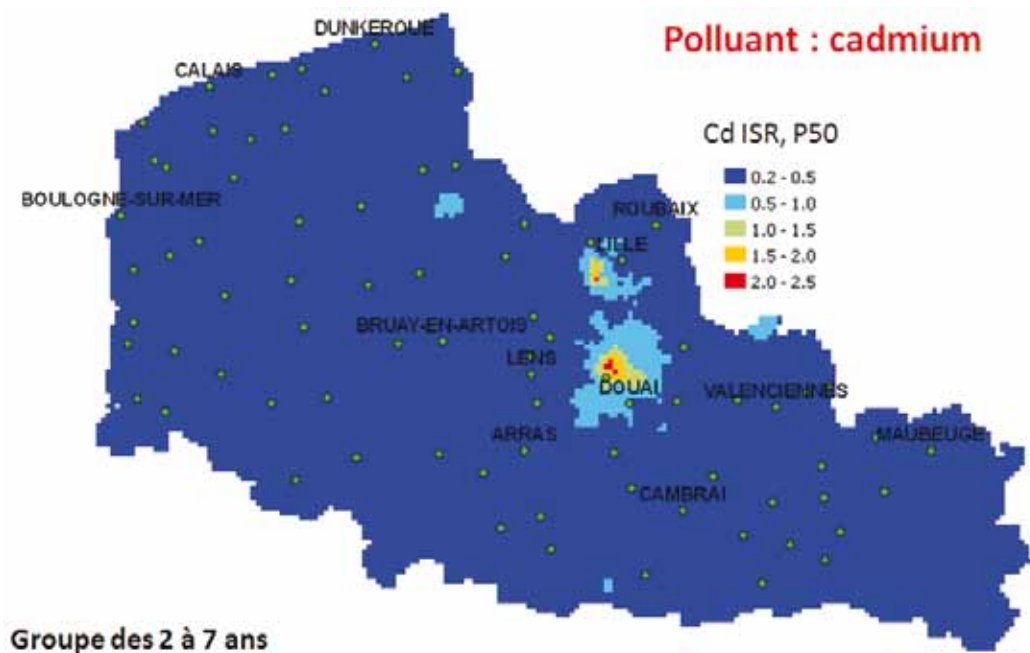 DUNKERQUE
Polluant : cadmium
CALAIS
Cd ISR, P50
0.2 - 0.5
BOULOGNE-SUR-MER
0.5 - 1.0
ROUBAIX
1.0 - 1.5
LILLE
1.5 - 2.0
2.0 - 2.5
BRUAY-EN-ARTOIS
LENS
DOUAI
VALENCIENNES
ARRAS
MAUBEUGE
CAMBRAI
Groupe des 2 à 7 ans